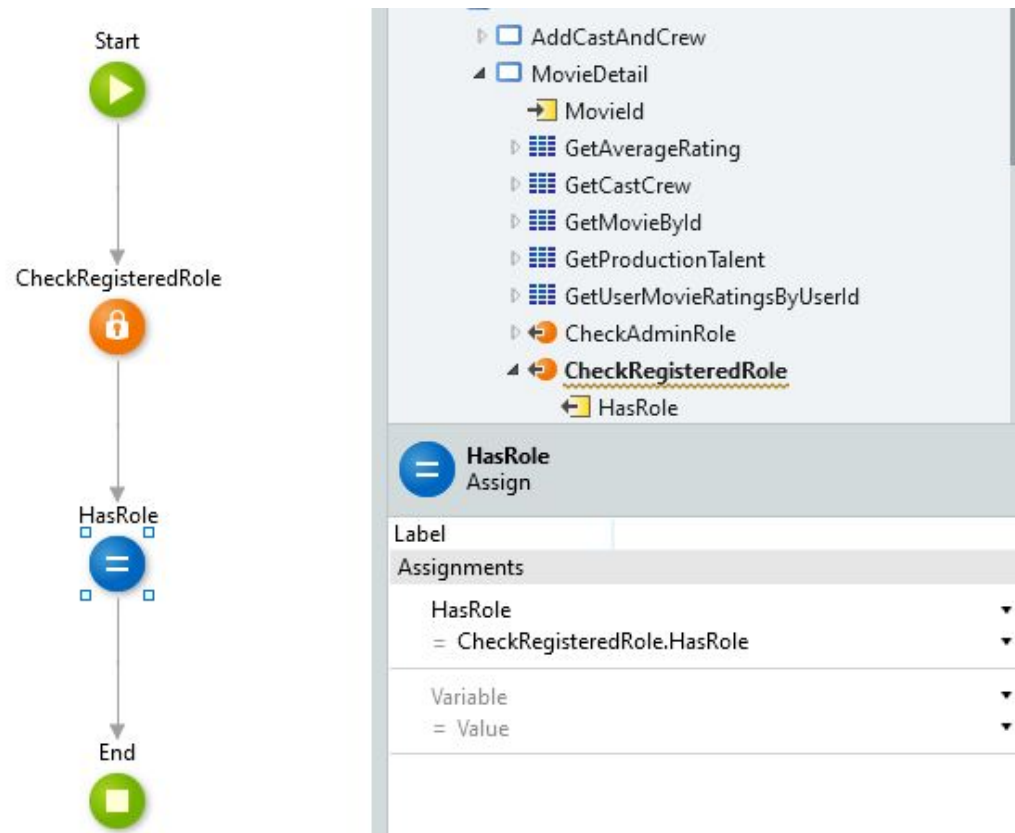 Start
CheckRegisteredRole
HasRole
End
AddCastAndCrew
MovieDetail
MovieId
GetAverageRating
GetCastCrew
GetMovieById
GetProductionTalent
GetUserMovieRatingsByUserId
CheckAdminRole
CheckRegisteredRole
HasRole
HasRole
Assign
Label
Assignments
HasRole
= CheckRegisteredRole.HasRole
Variable
= Value